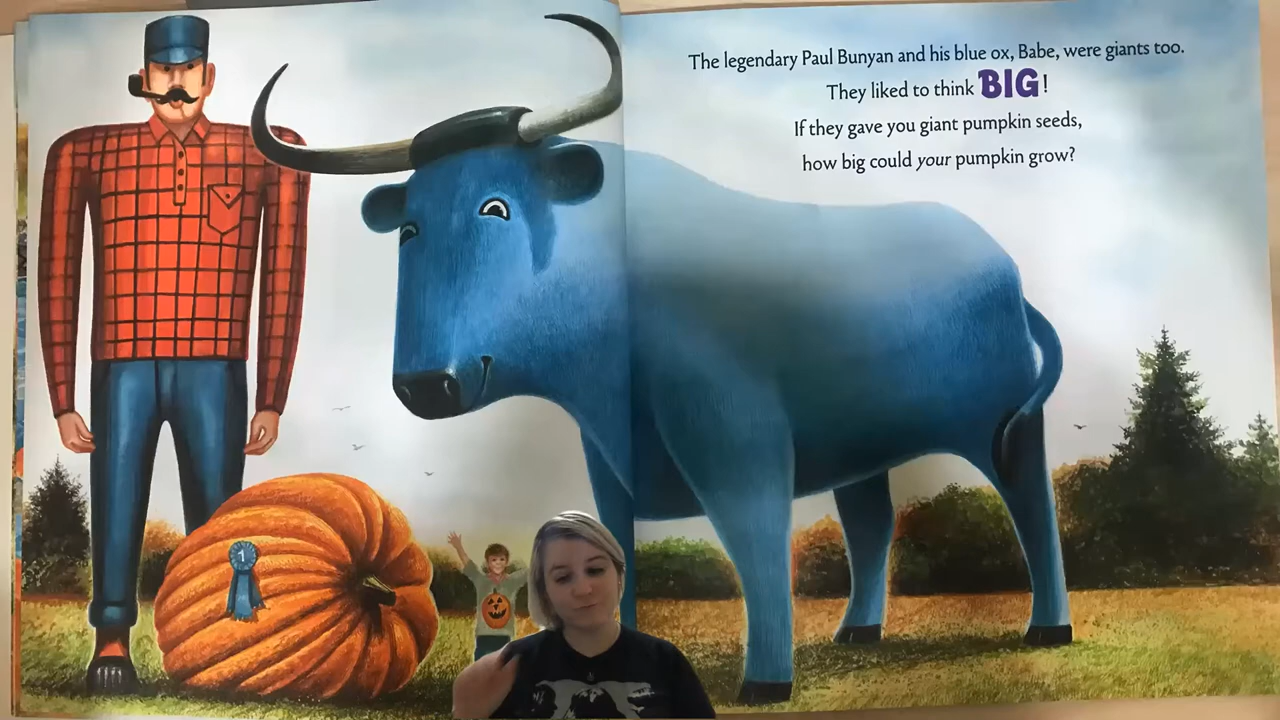 The legendary Paul Bunyan and his blue ox, Babe, were giants too.
They liked to think BIG!
If they gave you giant pumpkin seeds,
how big could your pumpkin grow?
1